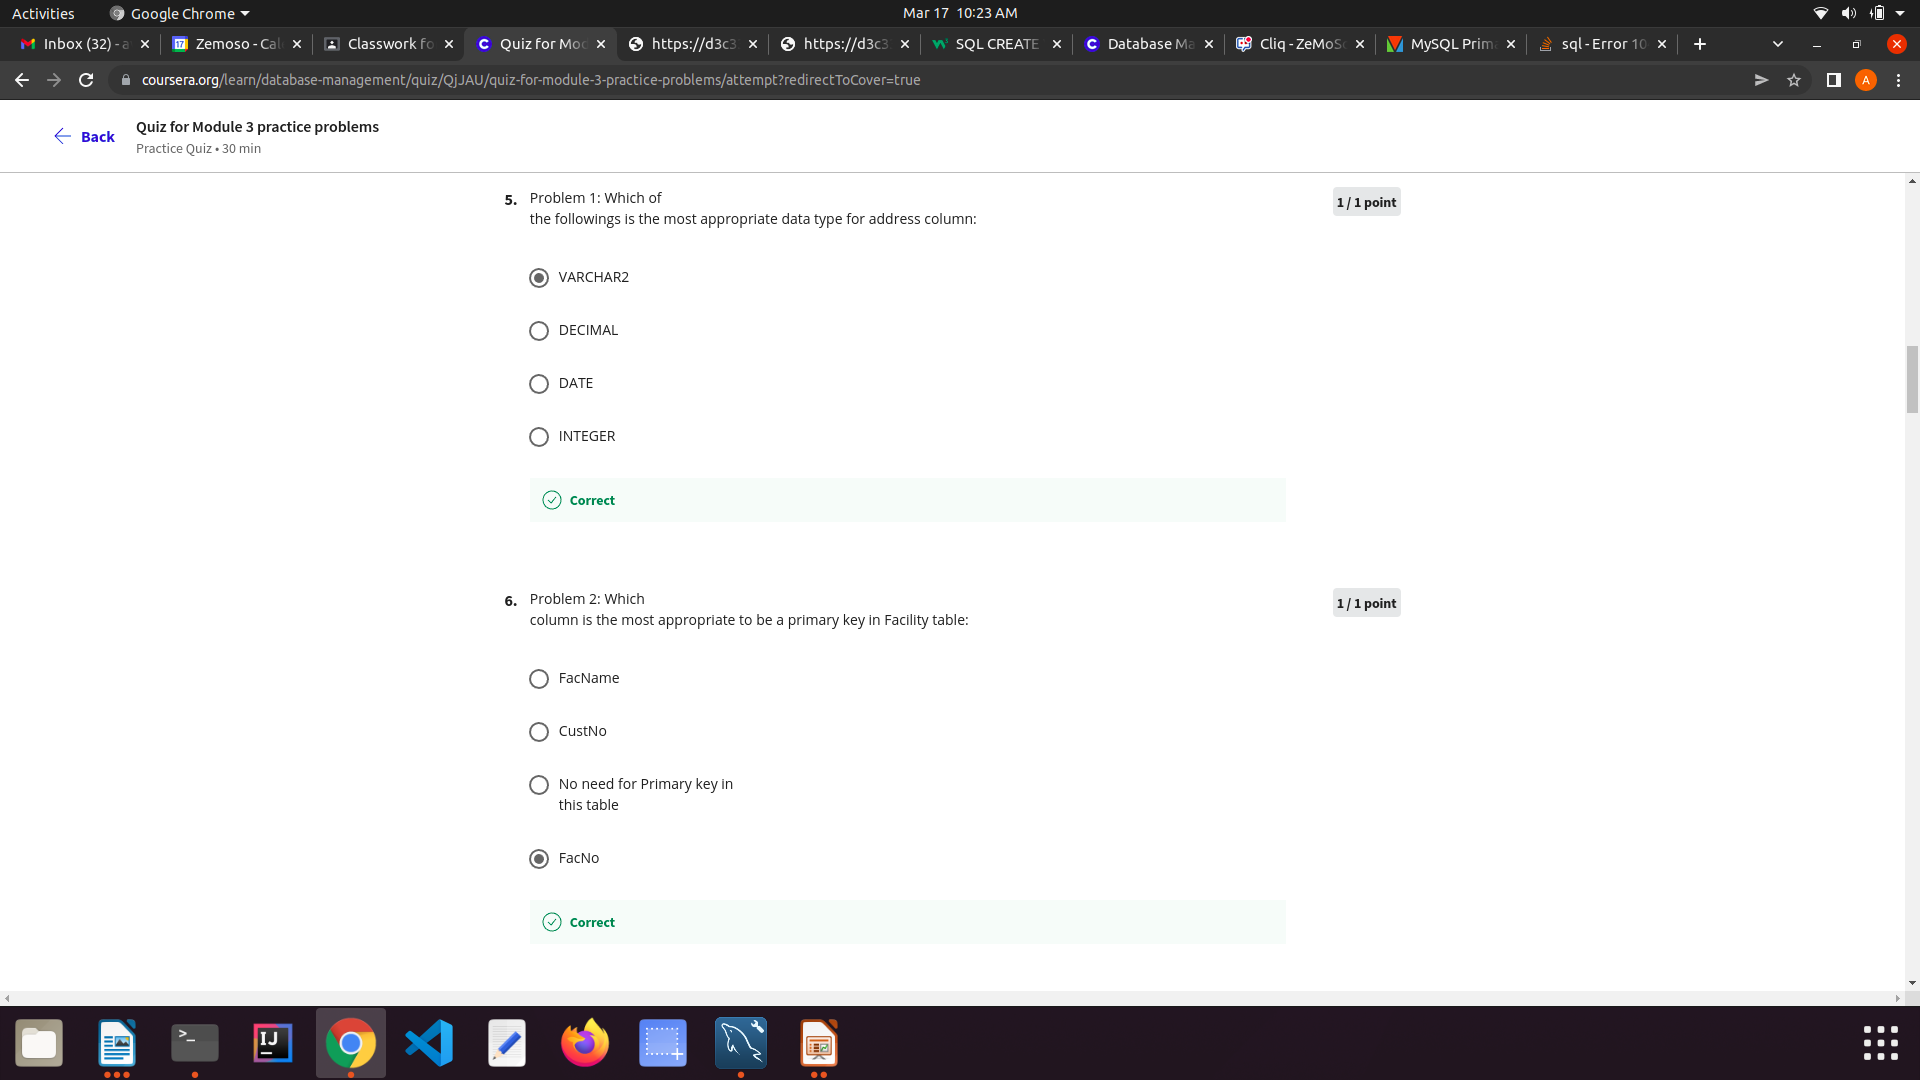 Activities
Google Chrome
Mar 17 10:23 AM
Inbox (32) - a
Zemoso - Cal
Classwork fo
Quiz for Mod
https://d3c3
https://d3c3
SQL CREATE
Database Ma
Cliq - ZeMoSo
MySQL Prima
sql - Error 10
coursera.org/learn/database-management/quiz/QjJAU/quiz-for-module-3-practice-problems/attempt?redirectToCover=true
A
Back
Quiz for Module 3 practice problems
Practice Quiz • 30 min
5.
Problem 1: Which of
the followings is the most appropriate data type for address column:
1 / 1 point
VARCHAR2
DECIMAL
DATE
INTEGER
Correct
6.
Problem 2: Which
column is the most appropriate to be a primary key in Facility table:
1 / 1 point
FacName
CustNo
No need for Primary key in
this table
FacNo
Correct